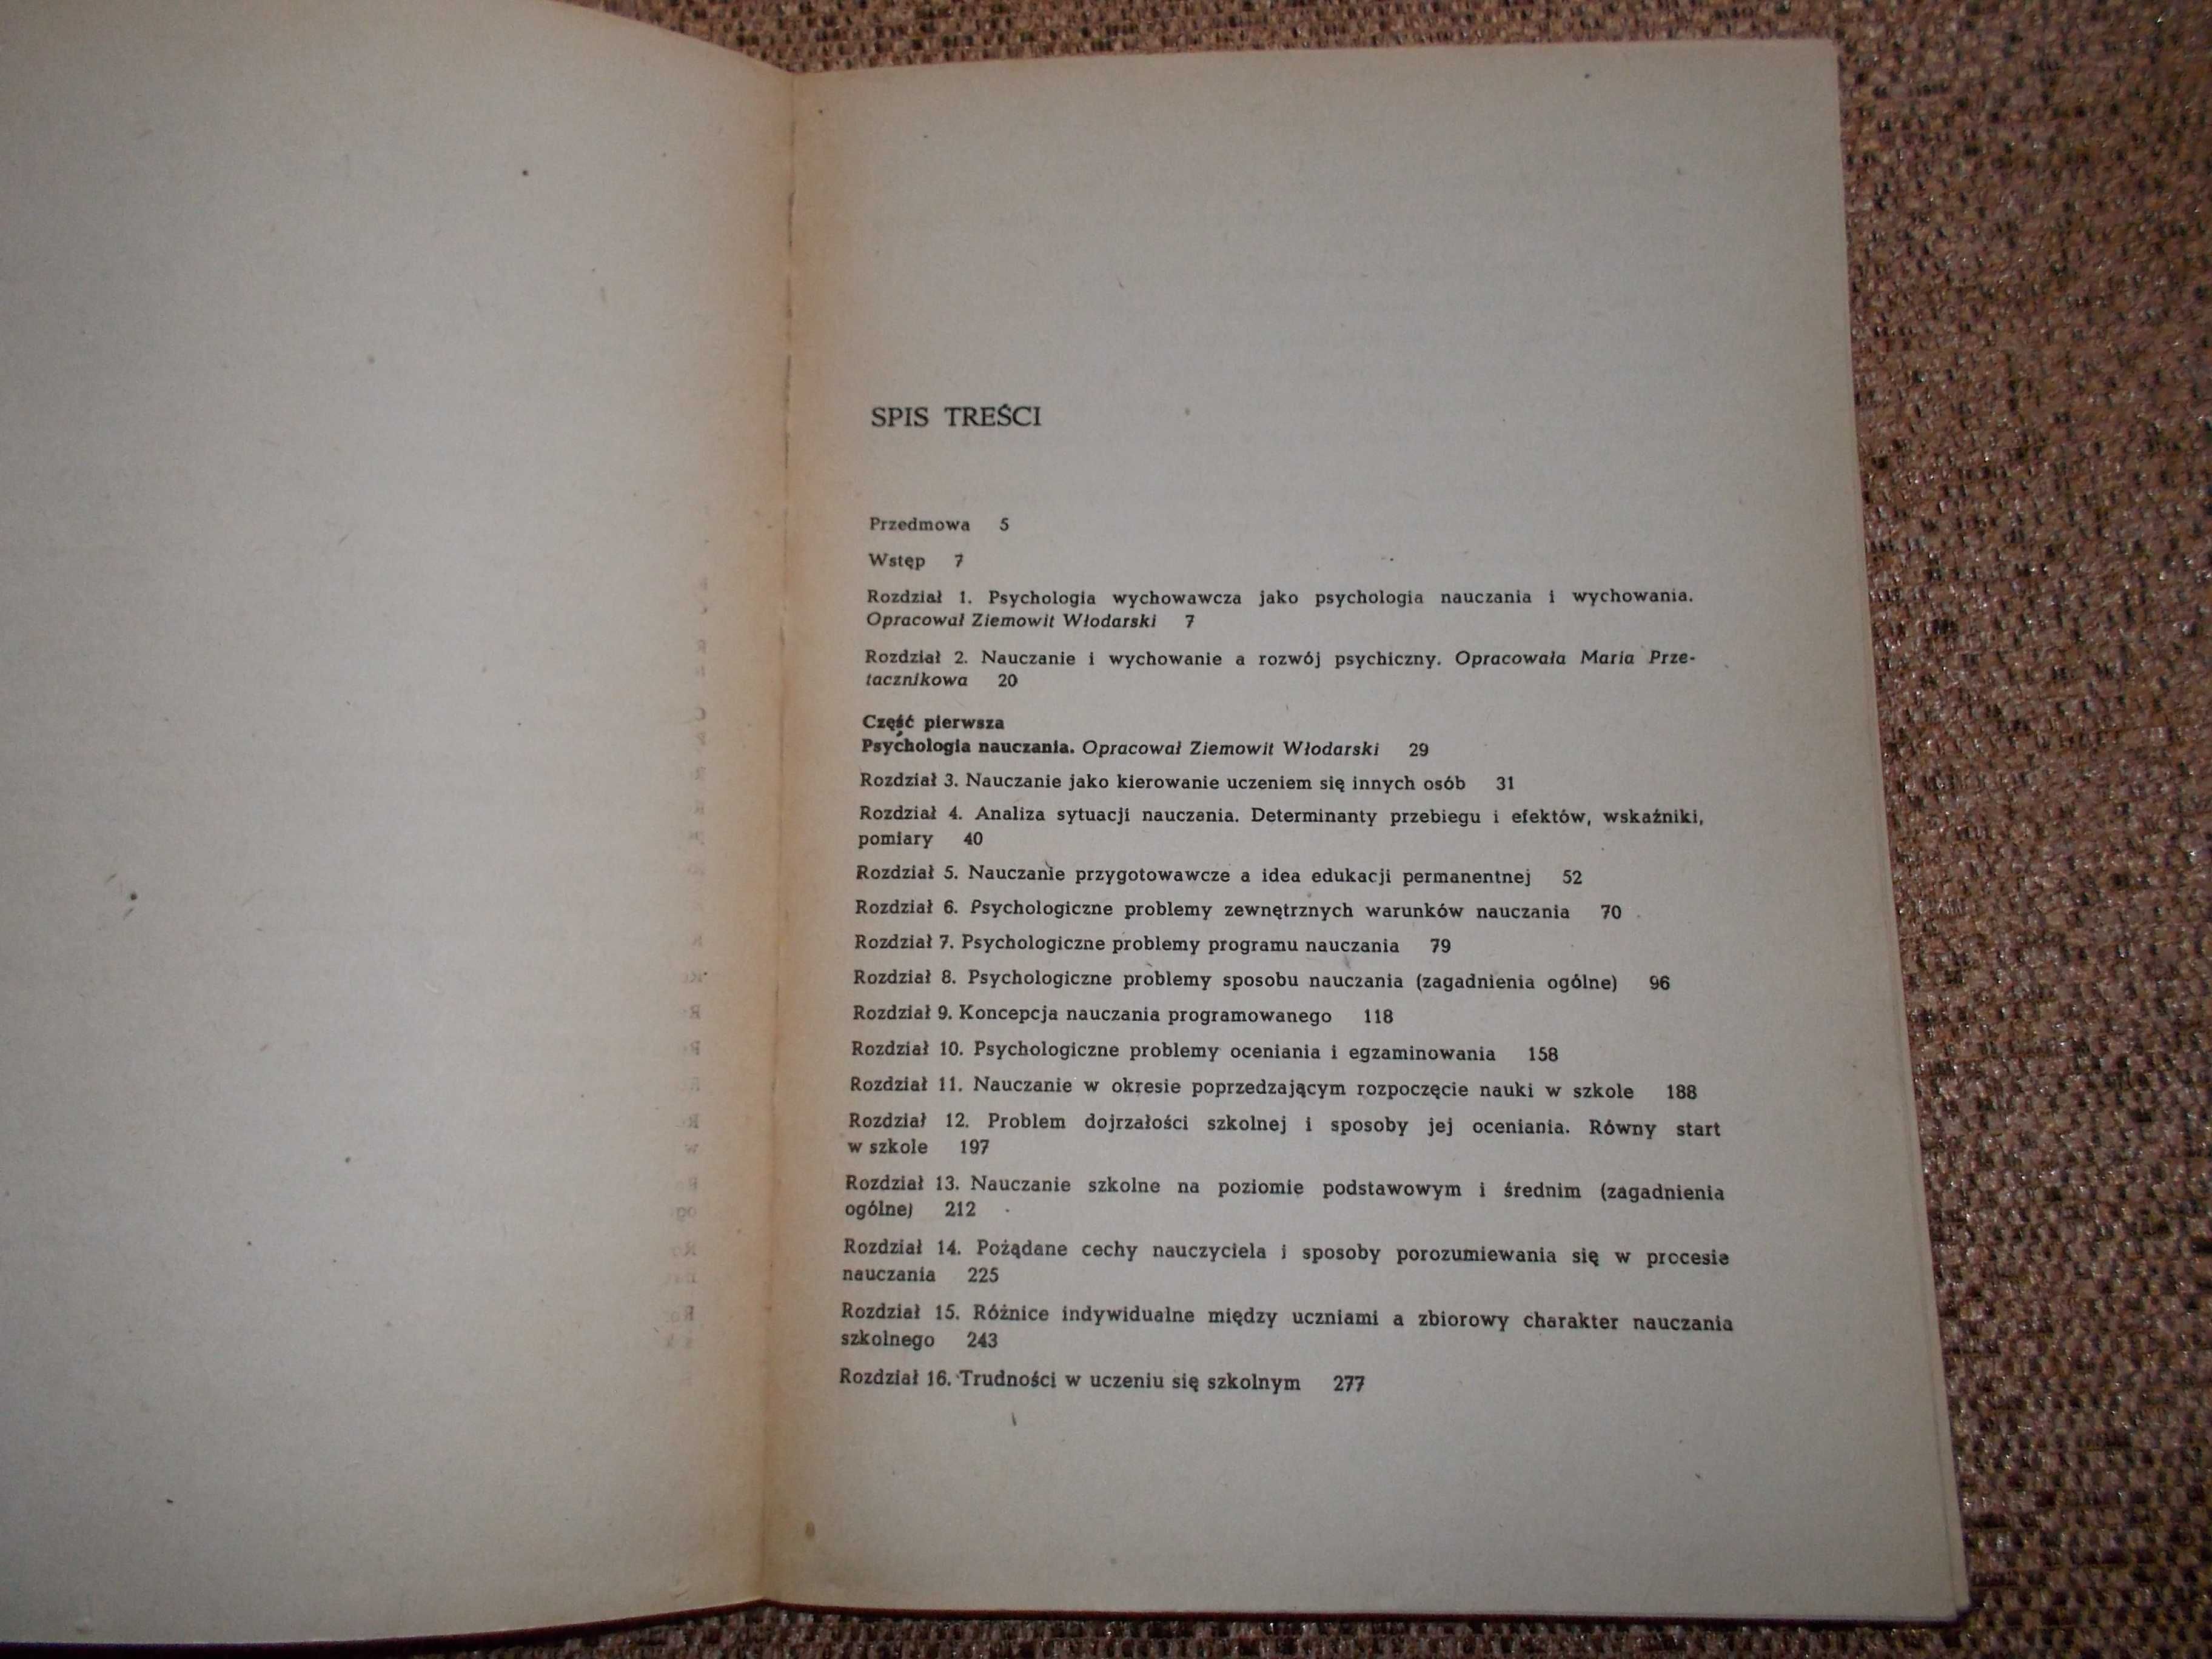 SPIS TREŚCI
Przedmowa 5
Wstęp 7
Rozdział 1. Psychologia wychowawcza jako psychologia nauczania i wychowania.
Opracował Ziemowit Włodarski 7
Rozdział 2. Nauczanie i wychowanie a rozwój psychiczny. Opracowała Maria Prze-
tacznikowa 20
Część pierwsza
Psychologia nauczania. Opracował Ziemowit Włodarski 29
Rozdział 3. Nauczanie jako kierowanie uczeniem się innych osób 31
Rozdział 4. Analiza sytuacji nauczania. Determinanty przebiegu i efektów, wskaźniki,
pomiary 40
Rozdział 5. Nauczanie przygotowawcze a idea edukacji permanentnej 52
Rozdział 6. Psychologiczne problemy zewnętrznych warunków nauczania 70
Rozdział 7. Psychologiczne problemy programu nauczania 79
Rozdział 8. Psychologiczne problemy sposobu nauczania (zagadnienia ogólne) 96
Rozdział 9. Koncepcja nauczania programowanego 118
Rozdział 10. Psychologiczne problemy oceniania i egzaminowania 158
Rozdział 11. Nauczanie w okresie poprzedzającym rozpoczęcie nauki w szkole 188
Rozdział 12. Problem dojrzałości szkolnej i sposoby jej oceniania. Równy start
w szkole 197
Rozdział 13. Nauczanie szkolne na poziomie podstawowym i średnim (zagadnienia
ogólne) 212
Rozdział 14. Pożądane cechy nauczyciela i sposoby porozumiewania się w procesie
nauczania 225
Rozdział 15. Różnice indywidualne między uczniami a zbiorowy charakter nauczania
szkolnego 243
Rozdział 16. Trudności w uczeniu się szkolnym 277